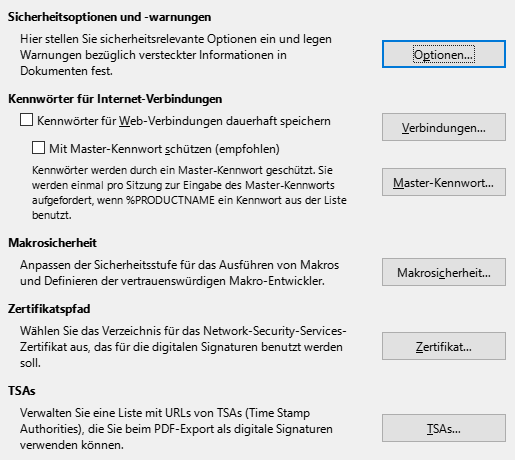 Sicherheitsoptionen und -warnungen
Hier stellen Sie sicherheitsrelevante Optionen ein und legen
Warnungen bezüglich versteckter Informationen in
Dokumenten fest.
Optionen...
Kennwörter für Internet-Verbindungen
Kennwörter für Web-Verbindungen dauerhaft speichern
Verbindungen...
Mit Master-Kennwort schützen (empfohlen)
Kennwörter werden durch ein Master-Kennwort geschützt. Sie
werden einmal pro Sitzung zur Eingabe des Master-Kennworts
aufgefordert, wenn %PRODUCTNAME ein Kennwort aus der Liste
benutzt.
Master-Kennwort...
Makrosicherheit
Anpassen der Sicherheitsstufe für das Ausführen von Makros
und Definieren der vertrauenswürdigen Makro-Entwickler.
Makrosicherheit...
Zertifikatspfad
Wählen Sie das Verzeichnis für das Network-Security-Services-
Zertifikat aus, das für die digitalen Signaturen benutzt werden
soll.
Zertifikat...
TSAs
Verwalten Sie eine Liste mit URLs von TSAs (Time Stamp
Authorities), die Sie beim PDF-Export als digitale Signaturen
verwenden können.
TSAs...